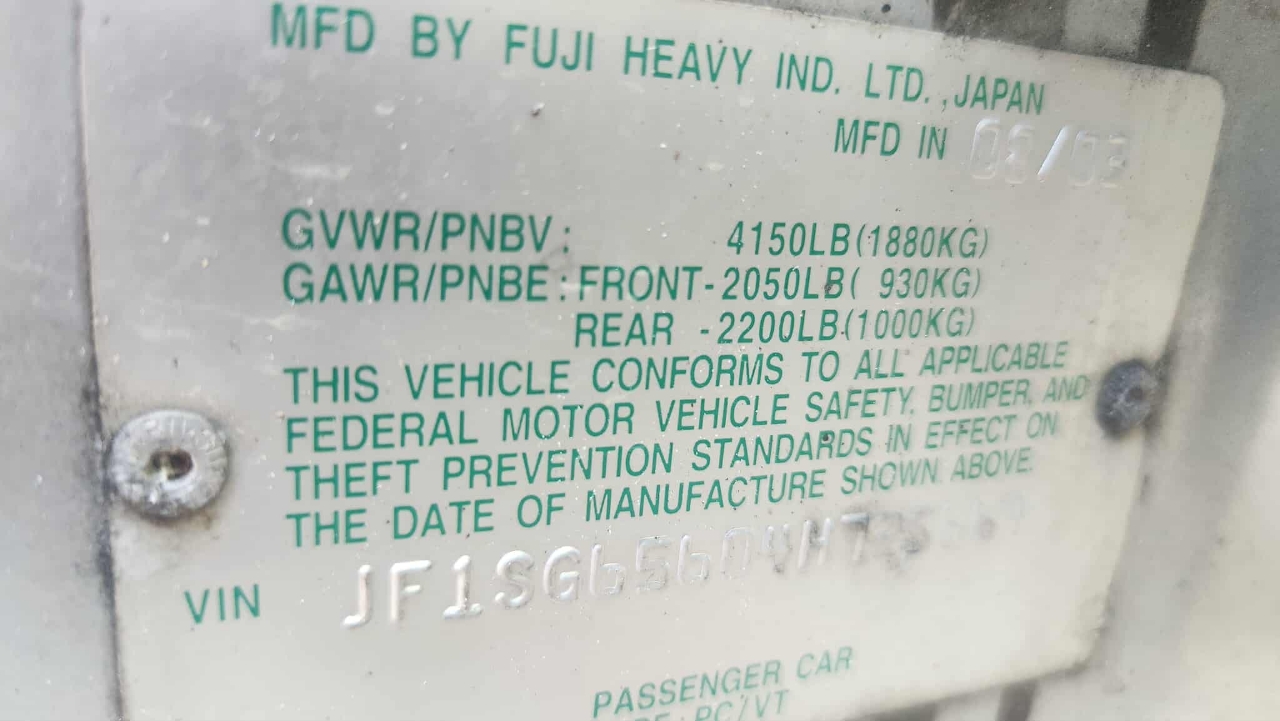 MFD BY FUJI HEAVY IND. LTD., JAPAN
MFD IN
GVWR/PNBV: 4150LB(1880KG)
GAWR/PNBE: FRONT-2050LB( 930KG)
REAR -2200LB(1000KG)
THIS VEHICLE CONFORMS TO ALL APPLICABLE
FEDERAL MOTOR VEHICLE SAFETY, BUMPER, AND
THEFT PREVENTION STANDARDS IN EFFECT ON
THE DATE OF MANUFACTURE SHOWN ABOVE.
VIN
PASSENGER CAR
PC/VT